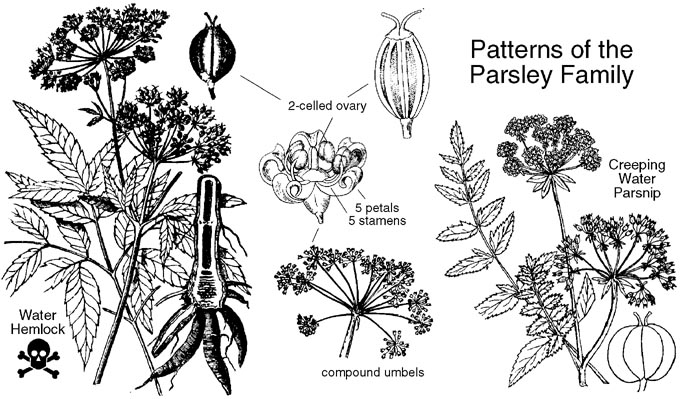 Patterns of the
Parsley Family
2-celled ovary
5 petals
5 stamens
Creeping
Water
Parsnip
Water
Hemlock
compound umbels